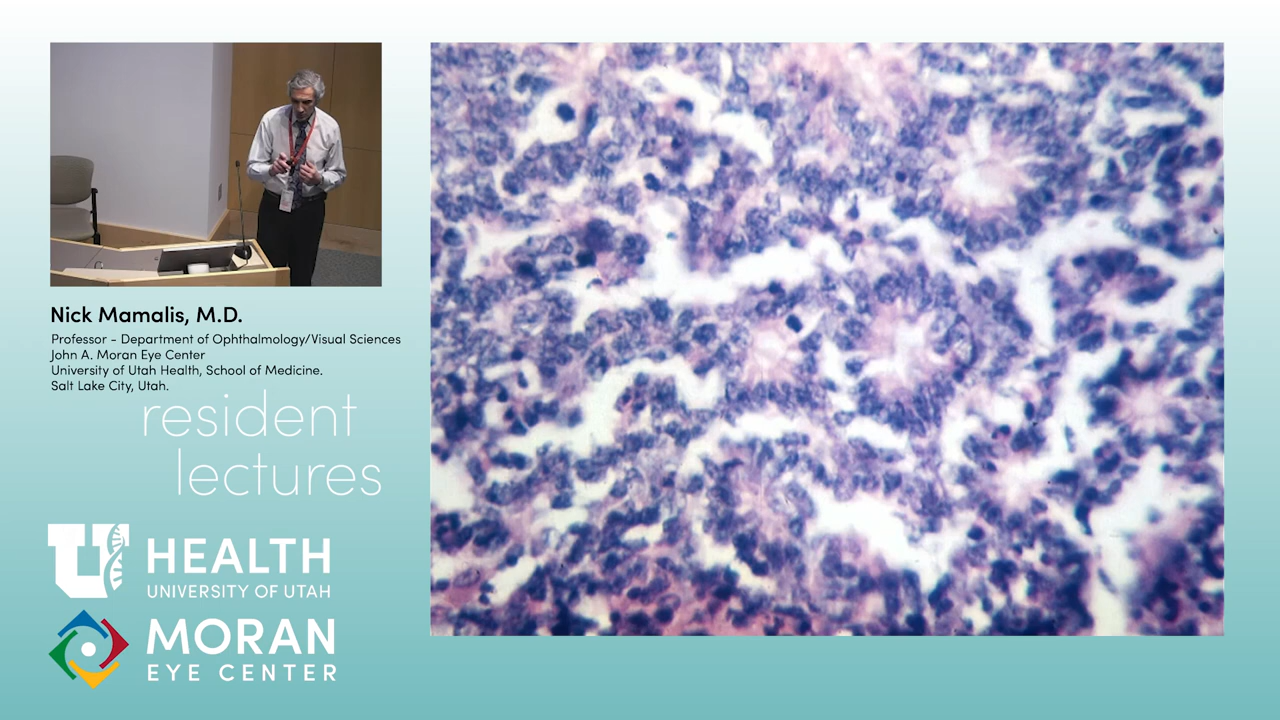 Nick Mamalis, M.D.
Professor - Department of Ophthalmology/Visual Sciences
John A. Moran Eye Center
University of Utah Health, School of Medicine.
Salt Lake City, Utah.
resident
lectures
U HEALTH
UNIVERSITY OF UTAH
MORAN
EYE CENTER